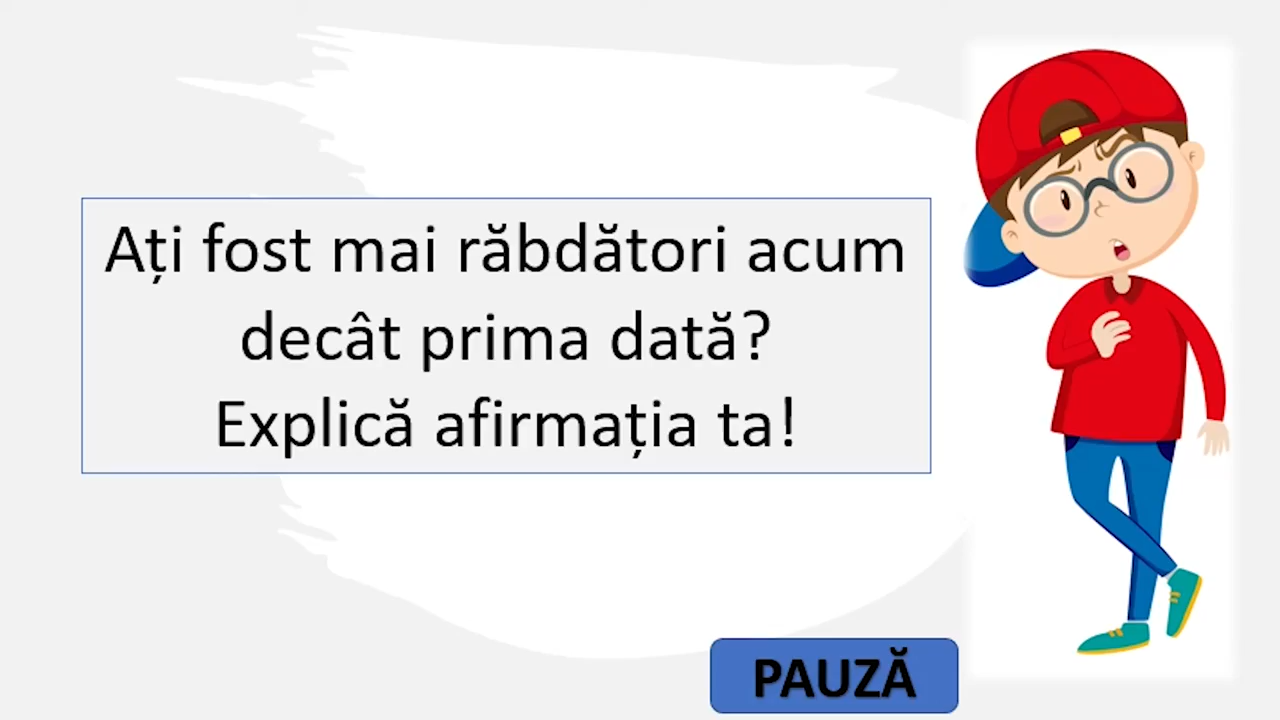 Ați fost mai răbdători acum
decât prima dată?
Explică afirmația ta!
PAUZĂ